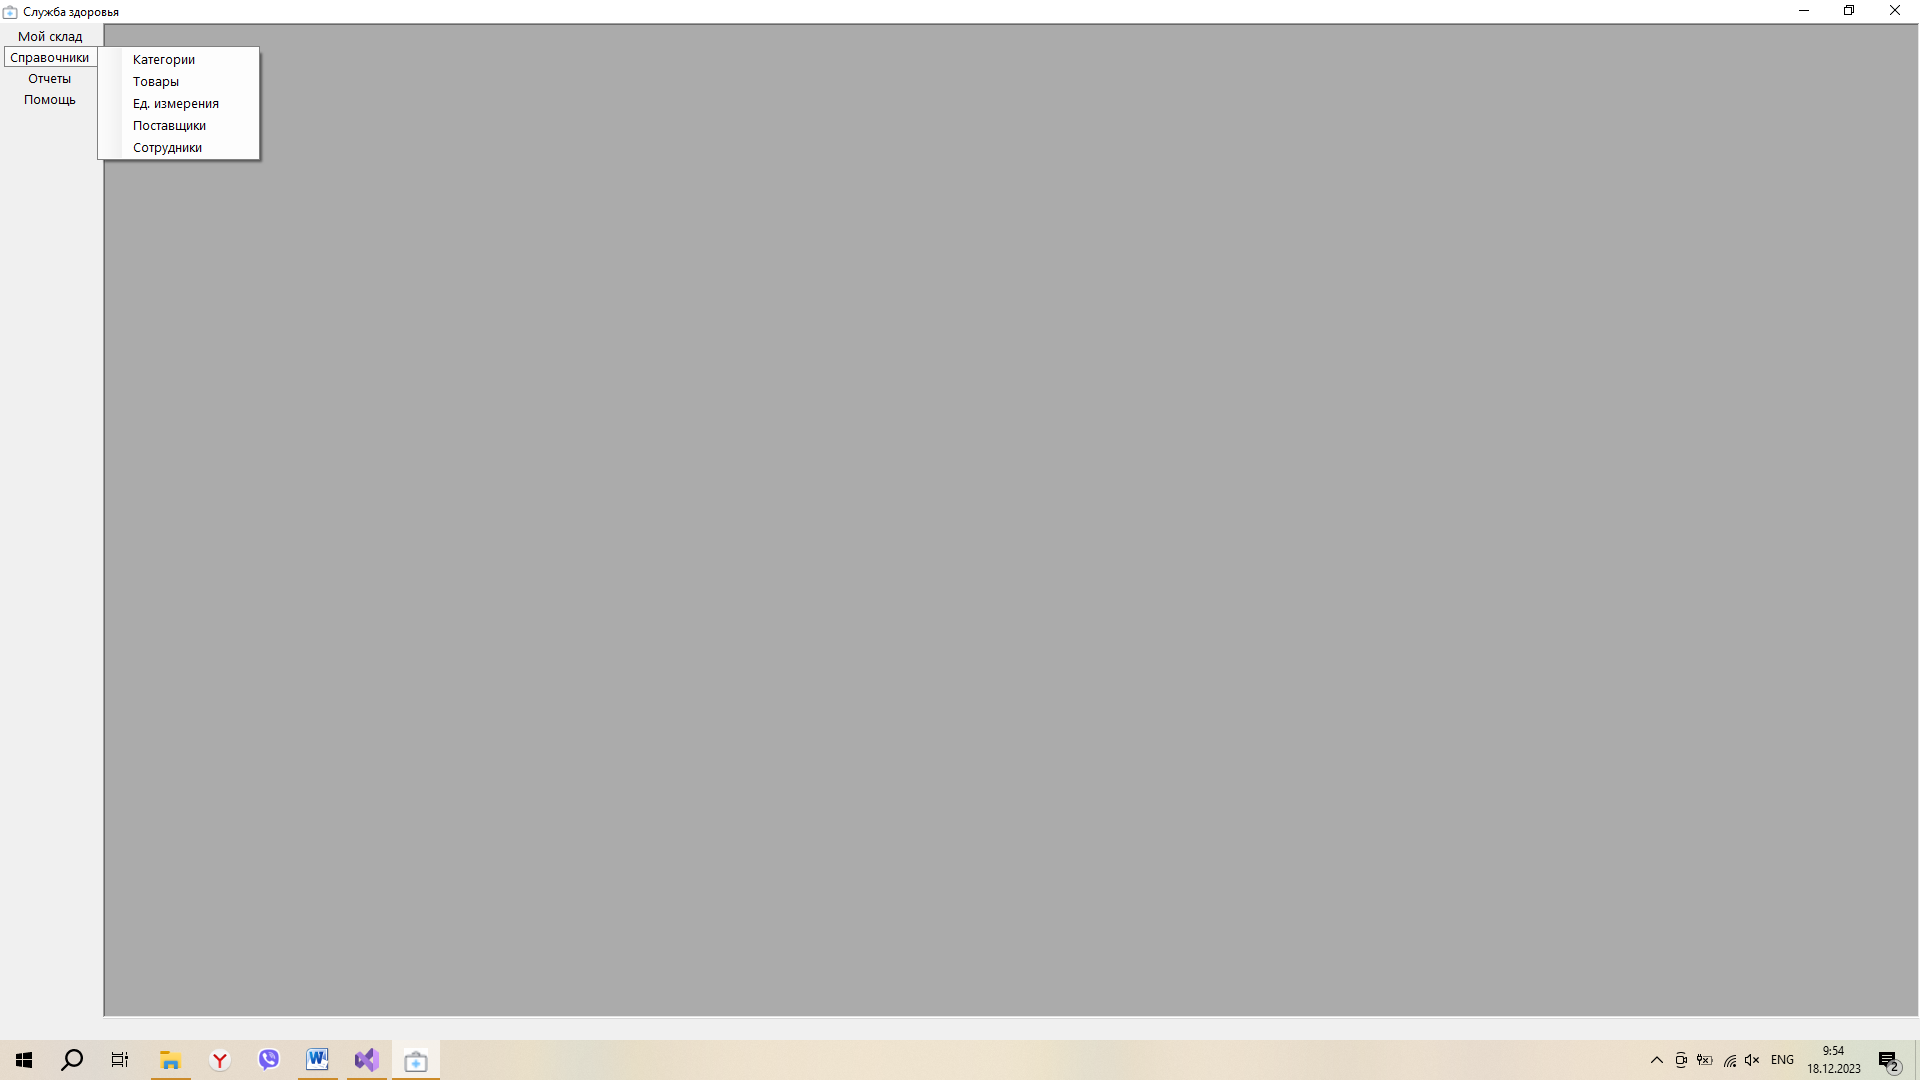 Служба здоровья
Мой склад
Справочники
Отчеты
Помощь
Категории
Товары
Ед. измерения
Поставщики
Сотрудники
ENG
9:54
18.12.2023
2